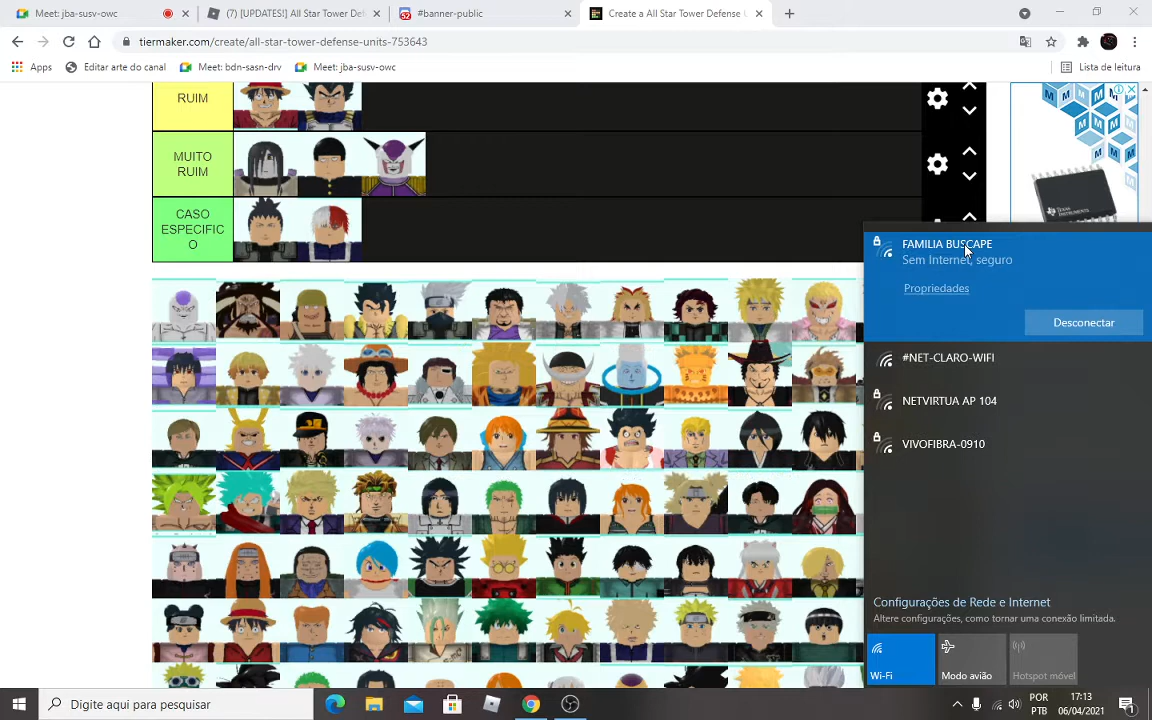 Meet: jba-susv-owc
(7) [UPDATES!] All Star Tower Def
#banner-public
Create a All Star Tower Defense U
tiermaker.com/create/all-star-tower-defense-units-753643
Apps
Editar arte do canal
Meet: bdn-sasn-drv
Meet: jba-susv-owc
Lista de leitura
RUIM
MUITO
RUIM
CASO
ESPECIFIC
O
TEXAS
INSTRUMENTS
FAMILIA BUSCAPE
Sem Internet, seguro
Propriedades
Desconectar
#NET-CLARO-WIFI
NETVIRTUA AP 104
VIVOFIBRA-0910
Configurações de Rede e Internet
Altere configurações, como tornar uma conexão limitada.
Wi-Fi
Modo avião
Hotspot móvel
Digite aqui para pesquisar
POR
PTB
17:13
06/04/2021
1